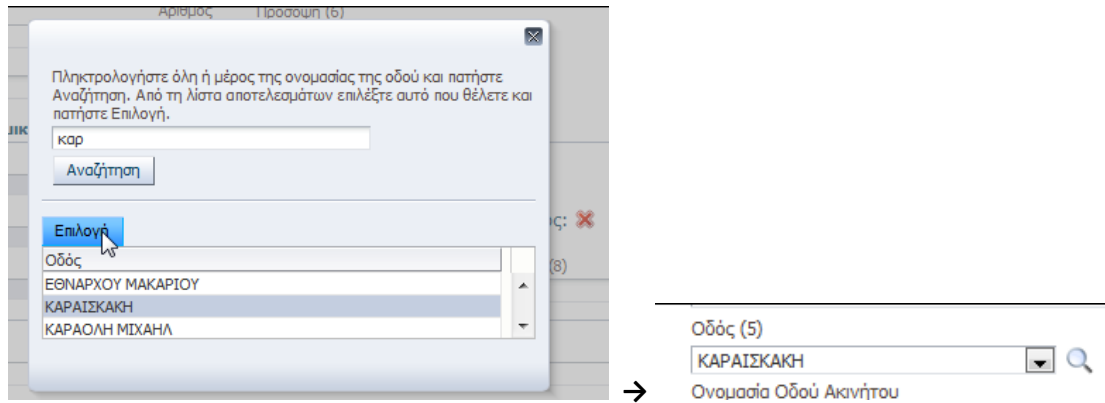 Αριθμός Πρόσοψη (6)
Πληκτρολογήστε όλη ή μέρος της ονομασίας της οδού και πατήστε
Αναζήτηση. Από τη λίστα αποτελεσμάτων επιλέξτε αυτό που θέλετε και
πατήστε Επιλογή.
καρ
Αναζήτηση
Επιλογή
ος:
Οδός
(8)
ΕΘΝΑΡΧΟΥ ΜΑΚΑΡΙΟΥ
ΚΑΡΑΙΣΚΑΚΗ
ΚΑΡΑΟΛΗ ΜΙΧΑΗΛ
→
Οδός (5)
ΚΑΡΑΙΣΚΑΚΗ
Ονομασία Οδού Ακινήτου